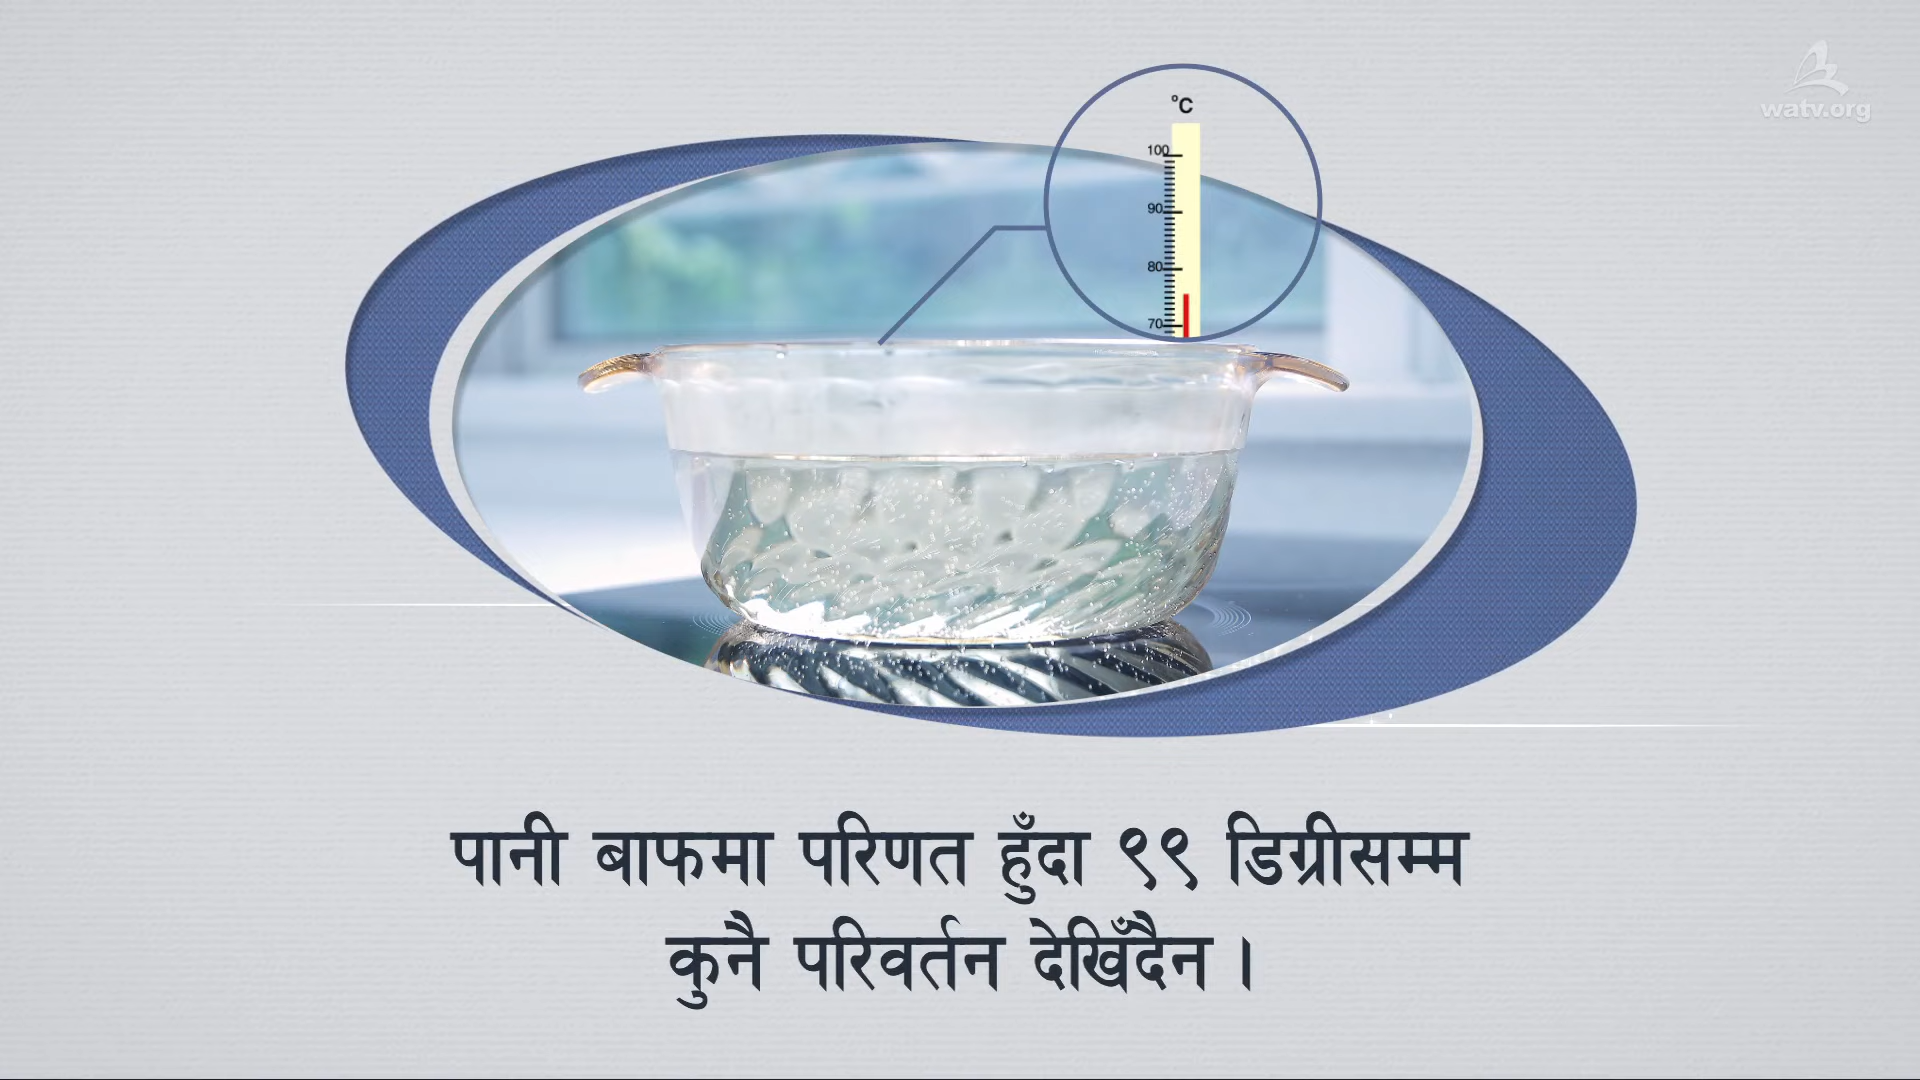 watv.org
°C
100
90
80
70
पानी बाफमा परिणत हुँदा ९९ डिग्रीसम्म
कुनै परिवर्तन देखिँदैन ।